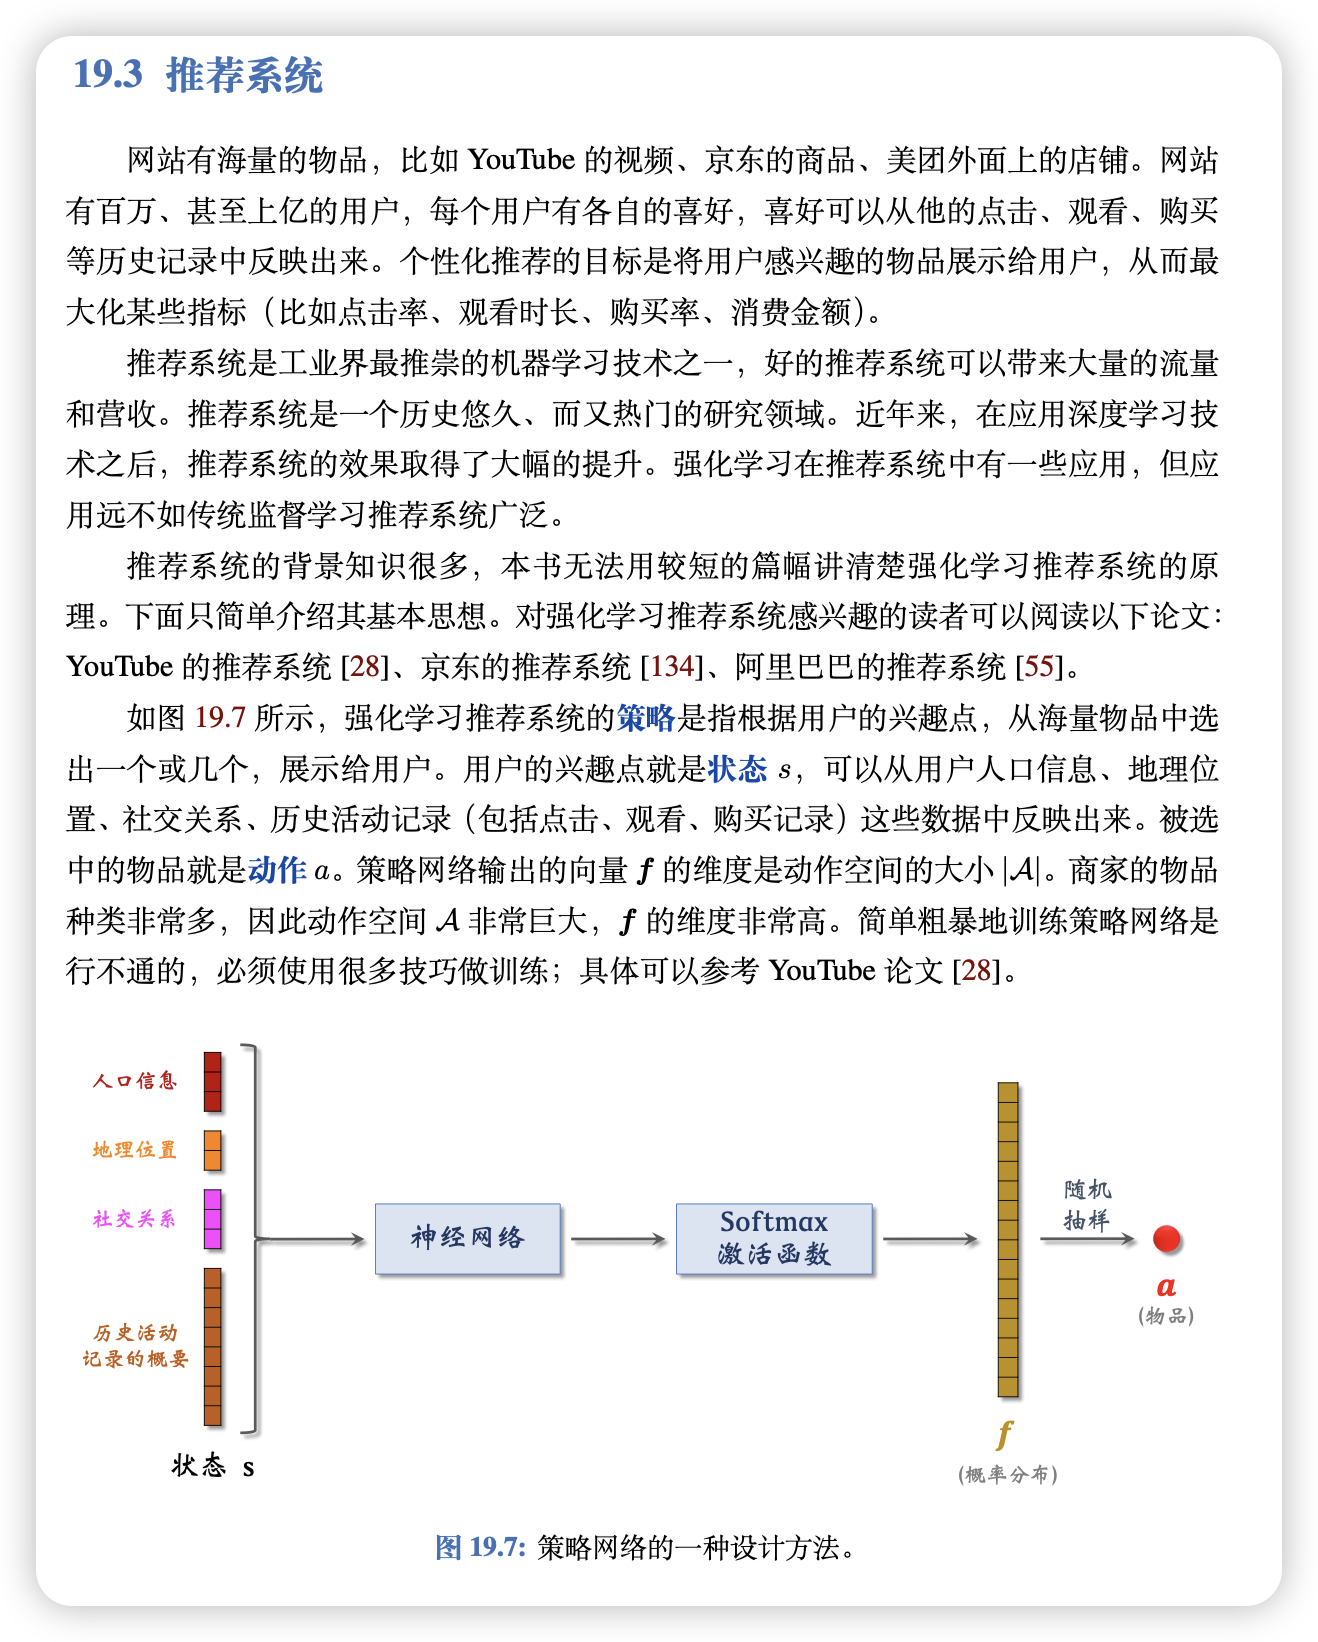 19.3 推荐系统
网站有海量的物品，比如 YouTube 的视频、京东的商品、美团外面上的店铺。网站
有百万、甚至上亿的用户，每个用户有各自的喜好，喜好可以从他的点击、观看、购买
等历史记录中反映出来。个性化推荐的目标是将用户感兴趣的物品展示给用户，从而最
大化某些指标（比如点击率、观看时长、购买率、消费金额）。
推荐系统是工业界最推崇的机器学习技术之一，好的推荐系统可以带来大量的流量
和营收。推荐系统是一个历史悠久、而又热门的研究领域。近年来，在应用深度学习技
术之后，推荐系统的效果取得了大幅的提升。强化学习在推荐系统中有一些应用，但应
用远不如传统监督学习推荐系统广泛。
推荐系统的背景知识很多，本书无法用较短的篇幅讲清楚强化学习推荐系统的原
理。下面只简单介绍其基本思想。对强化学习推荐系统感兴趣的读者可以阅读以下论文：
YouTube 的推荐系统 [28]、京东的推荐系统 [134]、阿里巴巴的推荐系统 [55]。
如图 19.7 所示，强化学习推荐系统的策略是指根据用户的兴趣点，从海量物品中选
出一个或几个，展示给用户。用户的兴趣点就是状态 s，可以从用户人口信息、地理位
置、社交关系、历史活动记录（包括点击、观看、购买记录）这些数据中反映出来。被选
中的物品就是动作 a。策略网络输出的向量 f 的维度是动作空间的大小 |𝒜|。商家的物品
种类非常多，因此动作空间 𝒜 非常巨大，f 的维度非常高。简单粗暴地训练策略网络是
行不通的，必须使用很多技巧做训练；具体可以参考 YouTube 论文 [28]。
人口信息
地理位置
社交关系
历史活动
记录的概要
状态 s
神经网络
Softmax
激活函数
f
(概率分布)
随机
抽样
a
(物品)
图 19.7: 策略网络的一种设计方法。